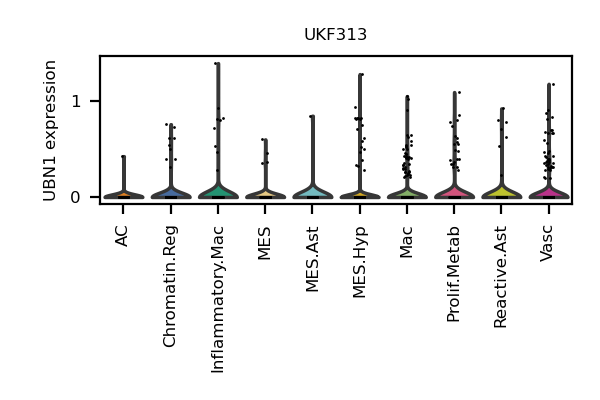 UKF313
UBN1 expression
1
0
AC
Chromatin.Reg
Inflammatory.Mac
MES
MES.Ast
MES.Hyp
Mac
Prolif.Metab
Reactive.Ast
Vasc